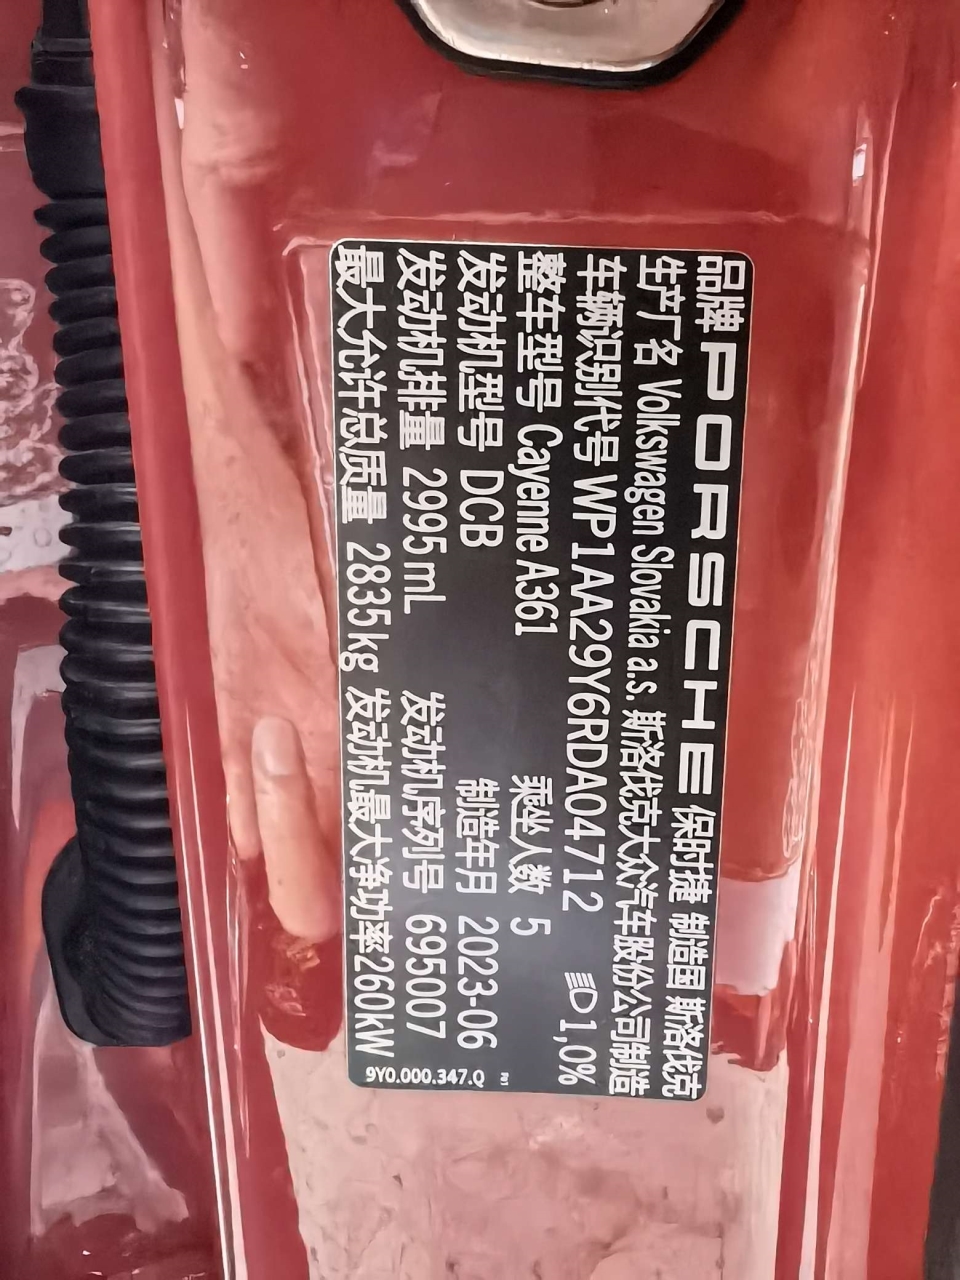 品牌 PORSCHE 保时捷 制造国 斯洛伐克
生产厂名 Volkswagen Slovakia a.s. 斯洛伐克大众汽车股份公司制造
车辆识别代号 WP1AA29Y6RDA04712 1,0%
整车型号 Cayenne A361 乘坐人数 5
发动机型号 DCB 制造年月 2023-06
发动机排量 2995mL 发动机序列号 695007
最大允许总质量 2835kg 发动机最大净功率260kW
9Y0.000.347.Q P01